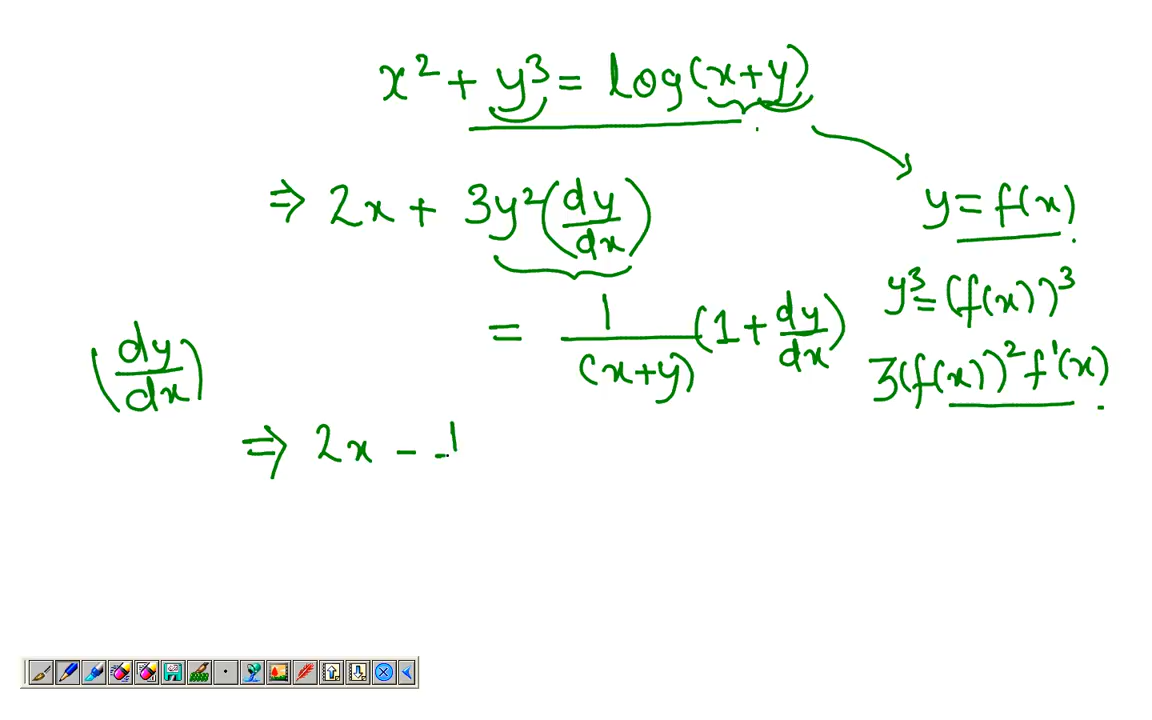 x² + y³ = log(x+y)
⇒ 2x + 3y²(dy/dx)
y = f(x)
y³ = (f(x))³
= 1/(x+y) (1 + dy/dx)
3(f(x))² f'(x)
(dy/dx)
⇒ 2x - 1